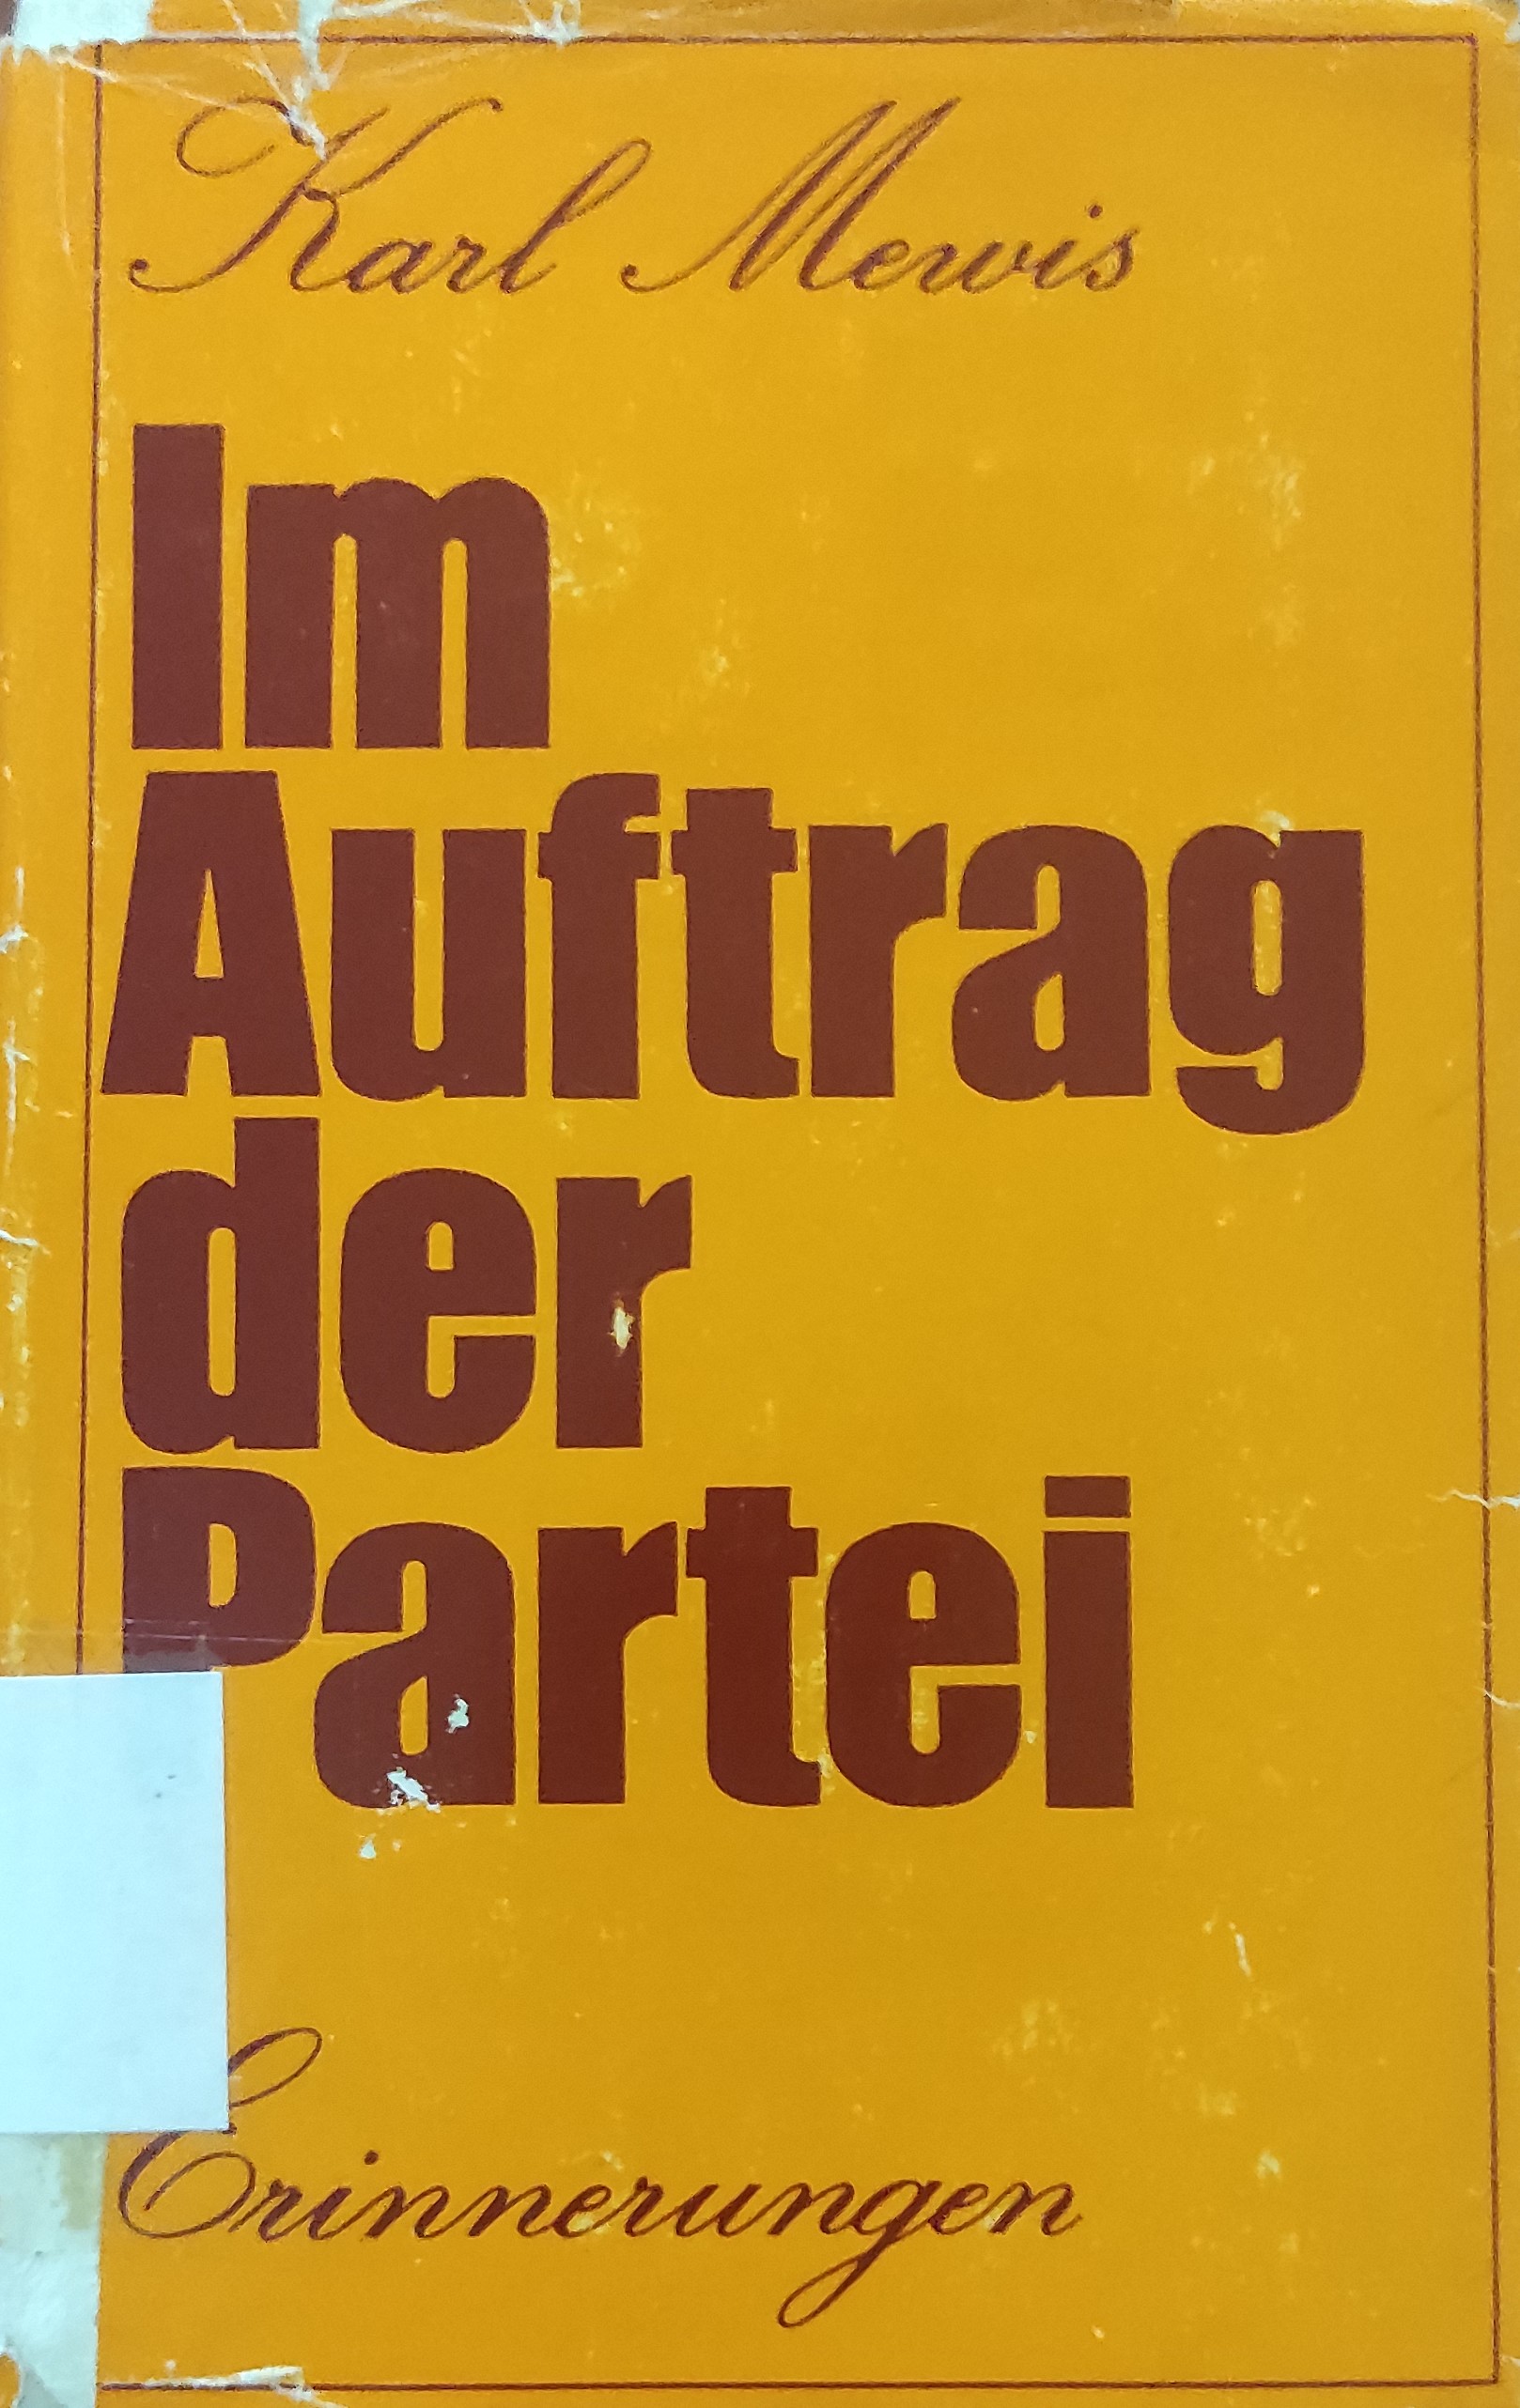 Karl Mewis
Im
Auftrag
der
Partei
Erinnerungen